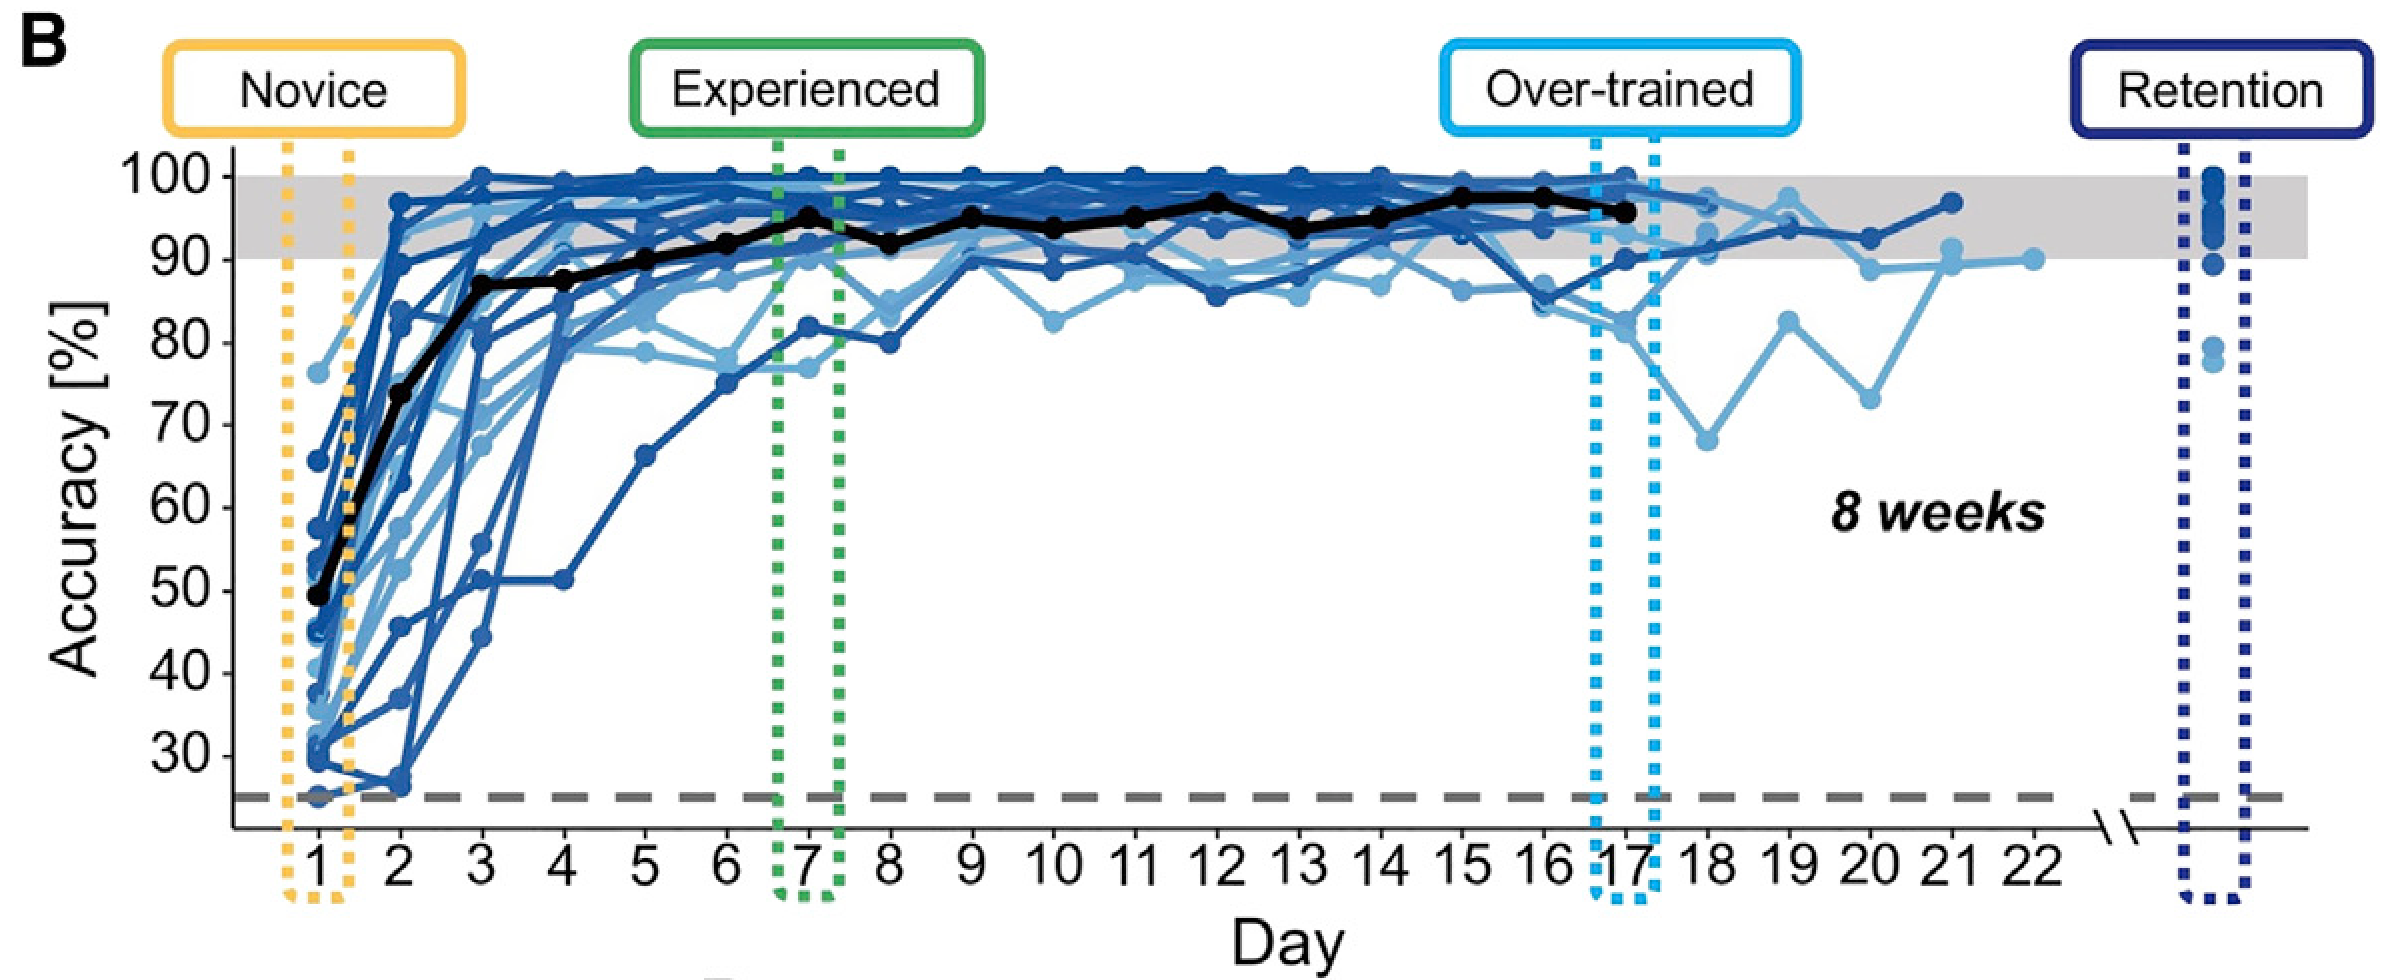 B
Novice Experienced Over-trained Retention
100
90
80
70
60
50
40
30
Accuracy [%]
8 weeks
1 2 3 4 5 6 7 8 9 10 11 12 13 14 15 16 17 18 19 20 21 22
Day